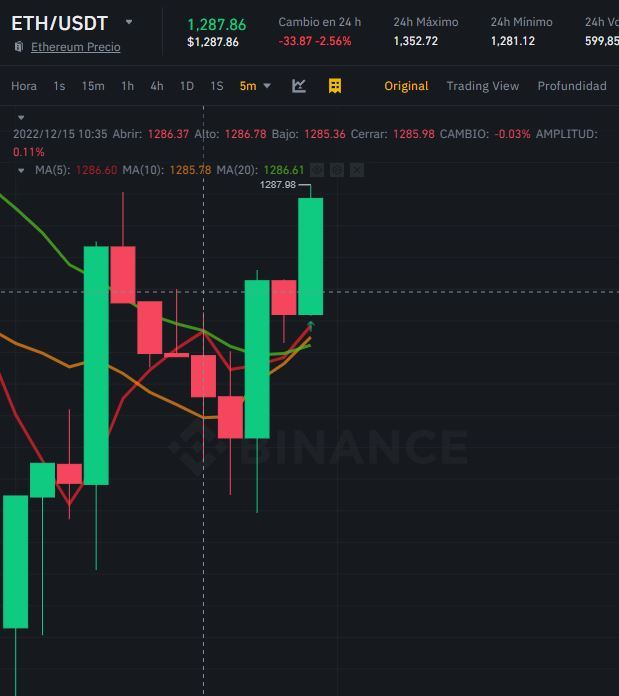 ETH/USDT
Ethereum Precio
1,287.86
$1,287.86
Cambio en 24 h
-33.87 -2.56%
24h Máximo
1,352.72
24h Mínimo
1,281.12
24h Vo
599,85
Hora 1s 15m 1h 4h 1D 1S 5m Original Trading View Profundidad
2022/12/15 10:35 Abrir: 1286.37 Alto: 1286.78 Bajo: 1285.36 Cerrar: 1285.98 CAMBIO: -0.03% AMPLITUD:
0.11%
MA(5): 1286.60 MA(10): 1285.78 MA(20): 1286.61
1287.98
BINANCE